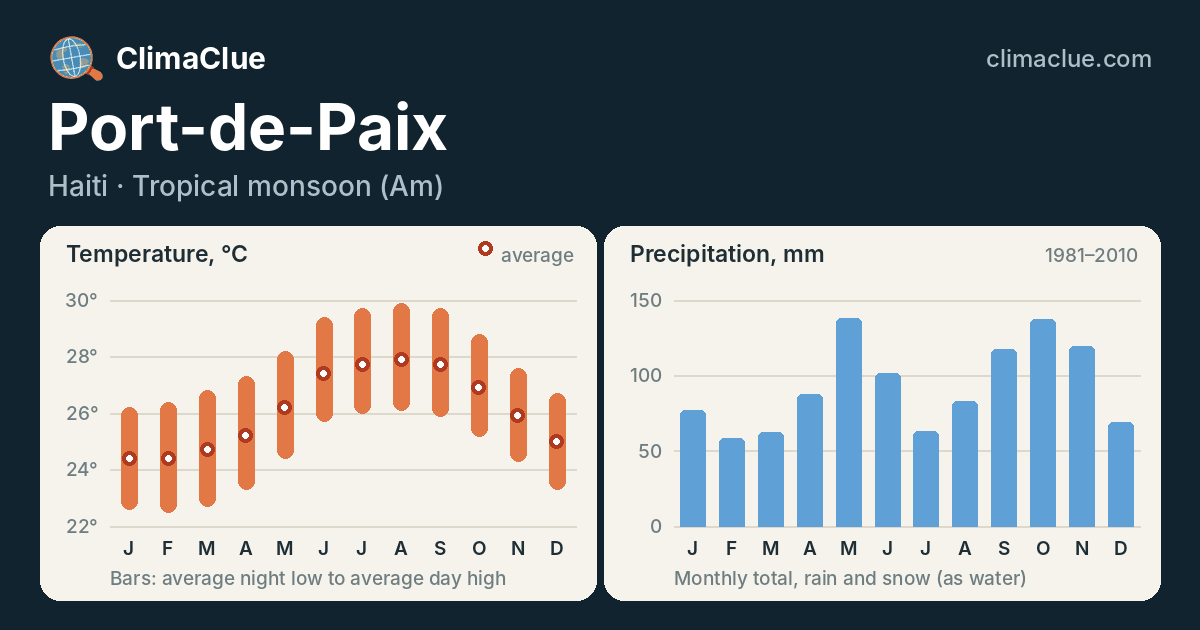 ClimaClue
climaclue.com
Port-de-Paix
Haiti · Tropical monsoon (Am)
Temperature, °C
average
30°
28°
26°
24°
22°
J F M A M J J A S O N D
Bars: average night low to average day high
Precipitation, mm
1981–2010
150
100
50
0
J F M A M J J A S O N D
Monthly total, rain and snow (as water)